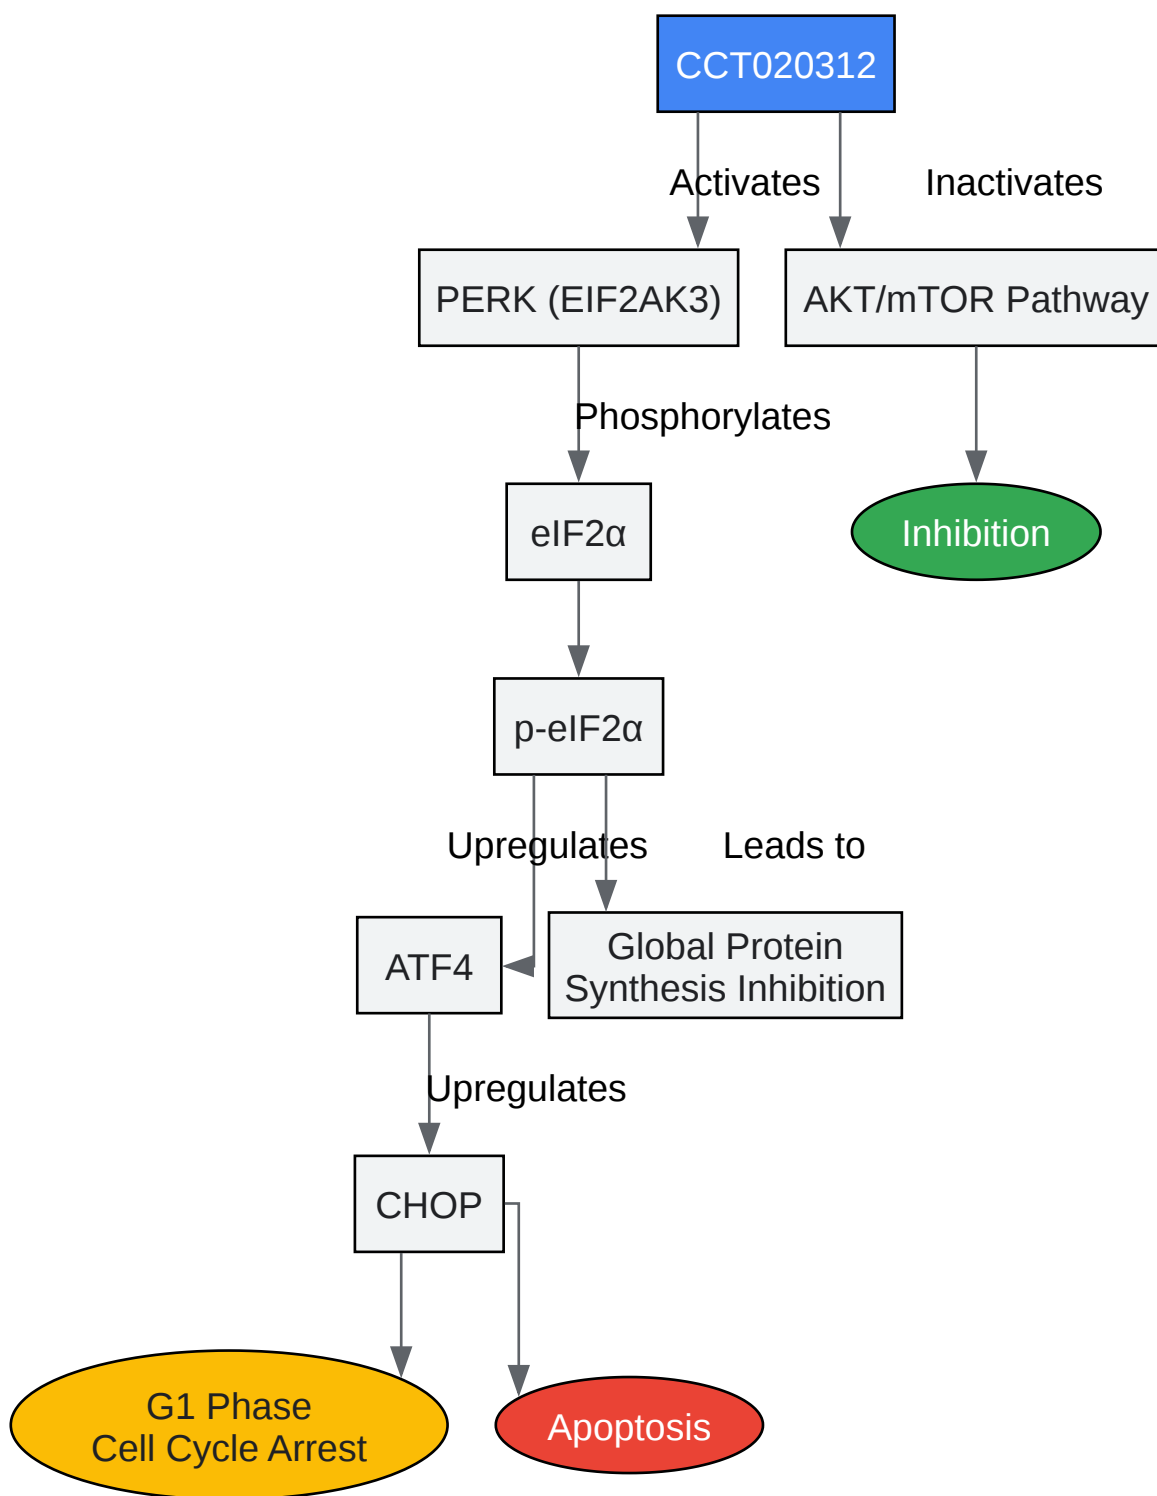 CCT020312
Activates
Inactivates
PERK (EIF2AK3)
AKT/mTOR Pathway
Phosphorylates
eIF2α
Inhibition
p-eIF2α
Upregulates
Leads to
ATF4
Global Protein
Synthesis Inhibition
Upregulates
CHOP
G1 Phase
Cell Cycle Arrest
Apoptosis